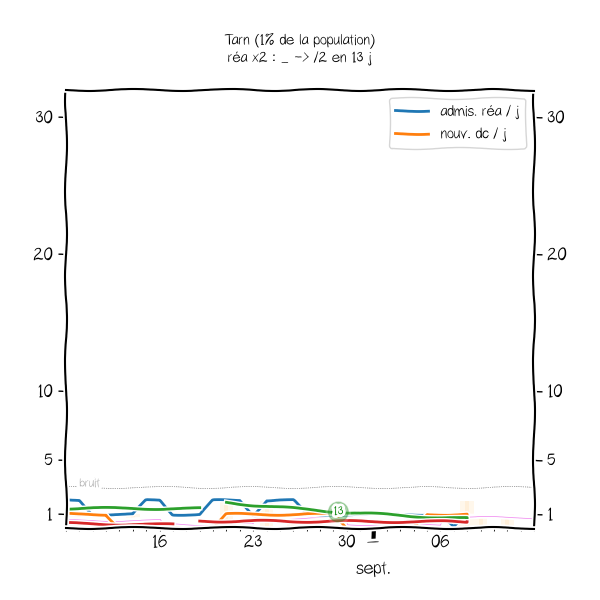 Tarn (1% de la population)
réa x2 : _ -> /2 en 13 j
admis. réa / j
nouv. dc / j
30
30
20
20
10
10
5
5
bruit
1
1
13
16
23
30
1
06
sept.